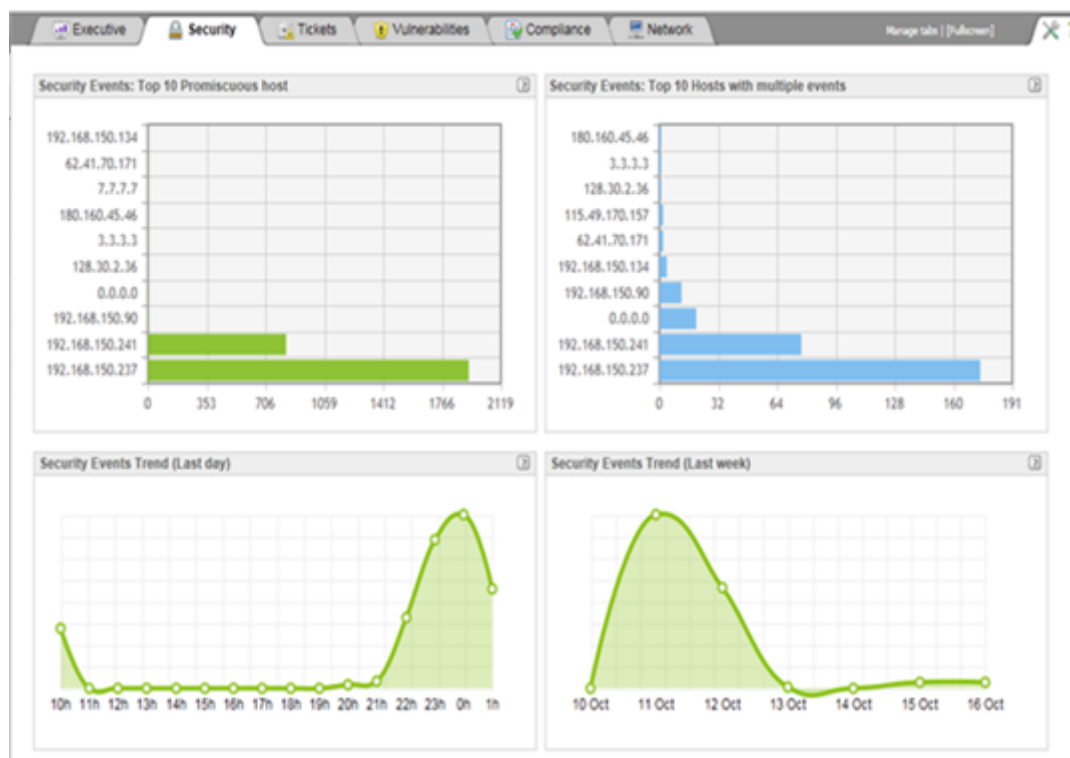 Executive Security Tickets Vulnerabilities Compliance Network Manage tabs | [Fullscreen]
Security Events: Top 10 Promiscuous host
192.168.150.134
62.41.70.171
7.7.7.7
180.160.45.46
3.3.3.3
128.30.2.36
0.0.0.0
192.168.150.90
192.168.150.241
192.168.150.237
0 353 706 1059 1412 1766 2119
Security Events: Top 10 Hosts with multiple events
180.160.45.46
3.3.3.3
128.30.2.36
115.49.170.157
62.41.70.171
192.168.150.134
192.168.150.90
0.0.0.0
192.168.150.241
192.168.150.237
0 32 64 96 128 160 191
Security Events Trend (Last day)
10h 11h 12h 13h 14h 15h 16h 17h 18h 19h 20h 21h 22h 23h 0h 1h
Security Events Trend (Last week)
10 Oct 11 Oct 12 Oct 13 Oct 14 Oct 15 Oct 16 Oct